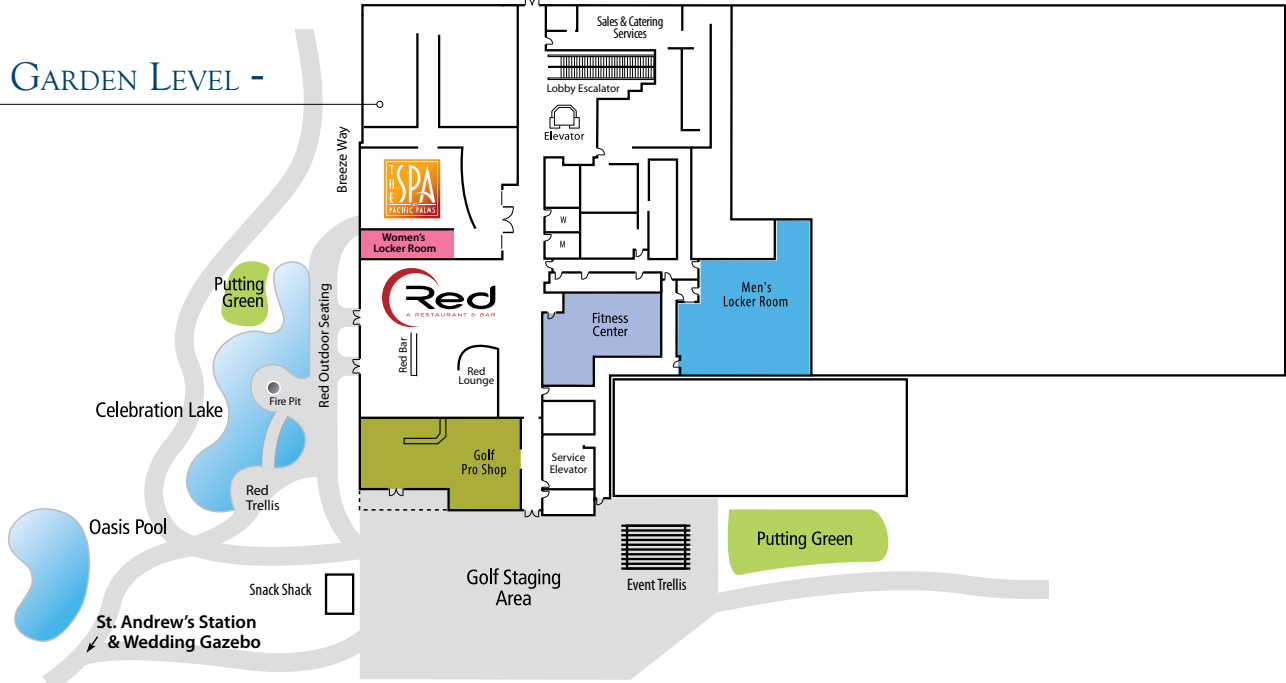 GARDEN LEVEL -
Sales & Catering
Services
Lobby Escalator
Elevator
Breeze Way
THE
SPA
AT
PACIFIC PALMS
Women's
Locker Room
W
M
Putting
Green
Red
A RESTAURANT & BAR
Men's
Locker Room
Fitness
Center
Red Outdoor Seating
Red Bar
Red
Lounge
Fire Pit
Celebration Lake
Golf
Pro Shop
Service
Elevator
Red
Trellis
Oasis Pool
Putting Green
Golf Staging
Area
Event Trellis
Snack Shack
St. Andrew's Station
& Wedding Gazebo